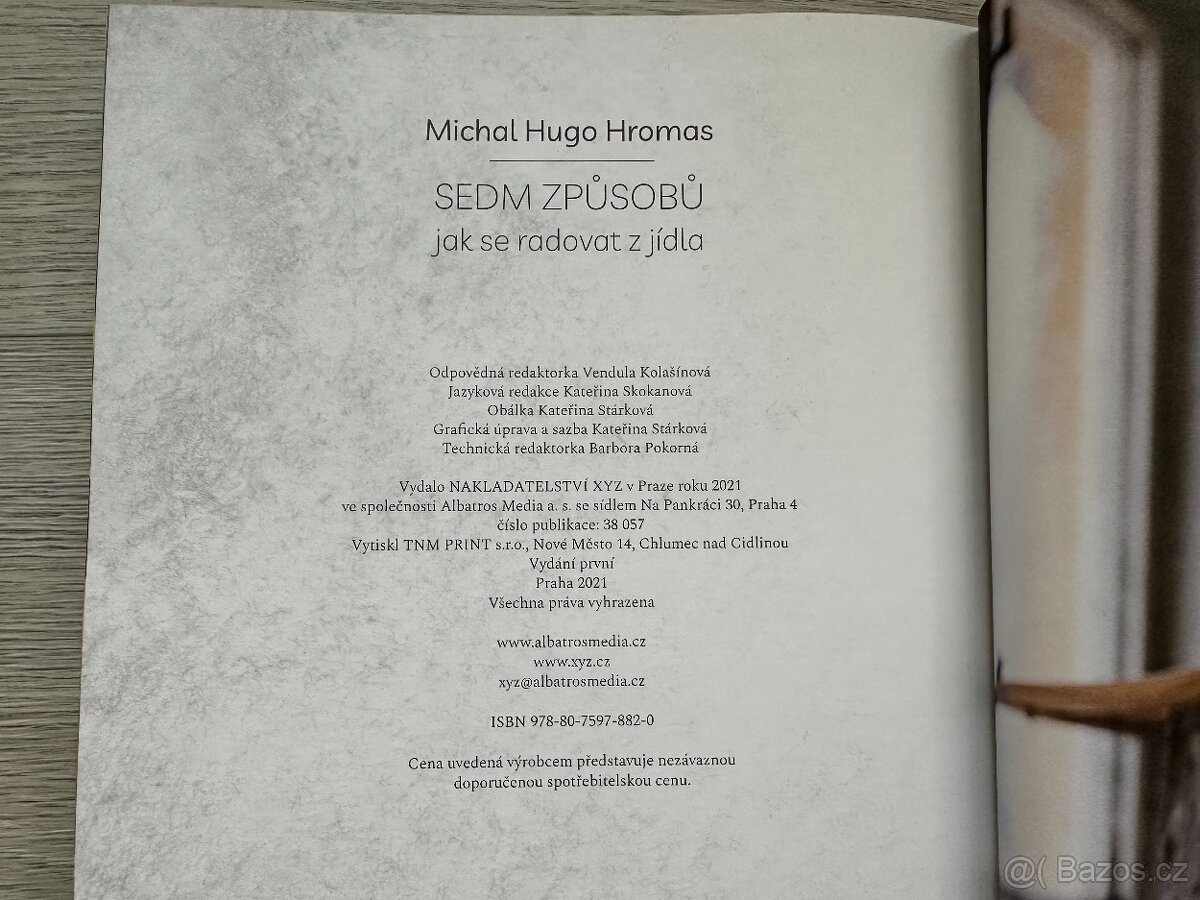 Michal Hugo Hromas
SEDM ZPŮSOBŮ
jak se radovat z jídla
Odpovědná redaktorka Vendula Kolašínová
Jazyková redakce Kateřina Skokanová
Obálka Kateřina Stárková
Grafická úprava a sazba Kateřina Stárková
Technická redaktorka Barbora Pokorná
Vydalo NAKLADATELSTVÍ XYZ v Praze roku 2021
ve společnosti Albatros Media a. s. se sídlem Na Pankráci 30, Praha 4
číslo publikace: 38 057
Vytiskl TNM PRINT s.r.o., Nové Město 14, Chlumec nad Cidlinou
Vydání první
Praha 2021
Všechna práva vyhrazena
www.albatrosmedia.cz
www.xyz.cz
xyz@albatrosmedia.cz
ISBN 978-80-7597-882-0
Cena uvedená výrobcem představuje nezávaznou
doporučenou spotřebitelskou cenu.
@( Bazos.cz